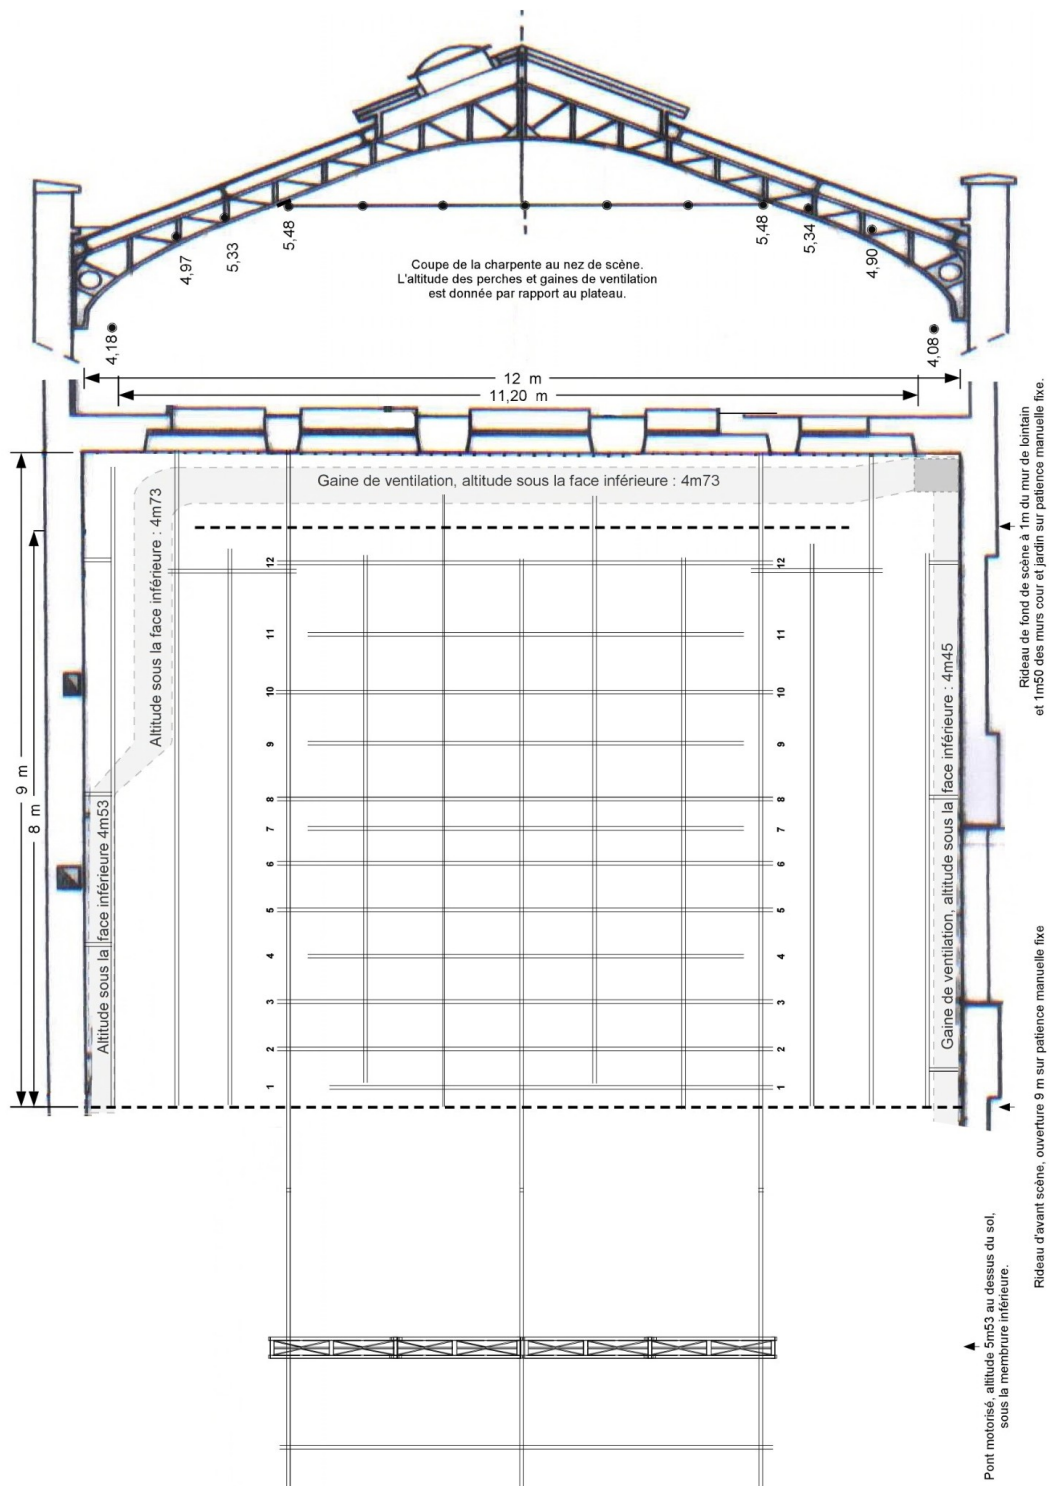 5,48
5,48
5,33
5,34
4,97
4,90
Coupe de la charpente au nez de scène.
L'altitude des perches et gaines de ventilation
est donnée par rapport au plateau.
4,18
4,08
12 m
11,20 m
Gaine de ventilation, altitude sous la face inférieure : 4m73
Altitude sous la face inférieure : 4m73
Rideau de fond de scène à 1m du mur de lointain
et 1m50 des murs cour et jardin sur patience manuelle fixe.
12
12
11
11
10
10
9
9
8
8
7
7
6
6
5
5
4
4
3
3
2
2
1
1
9 m
8 m
Altitude sous la face inférieure 4m53
Gaine de ventilation, altitude sous la face inférieure : 4m45
Rideau d'avant scène, ouverture 9 m sur patience manuelle fixe
Pont motorisé, altitude 5m53 au dessus du sol,
sous la membrure inférieure.